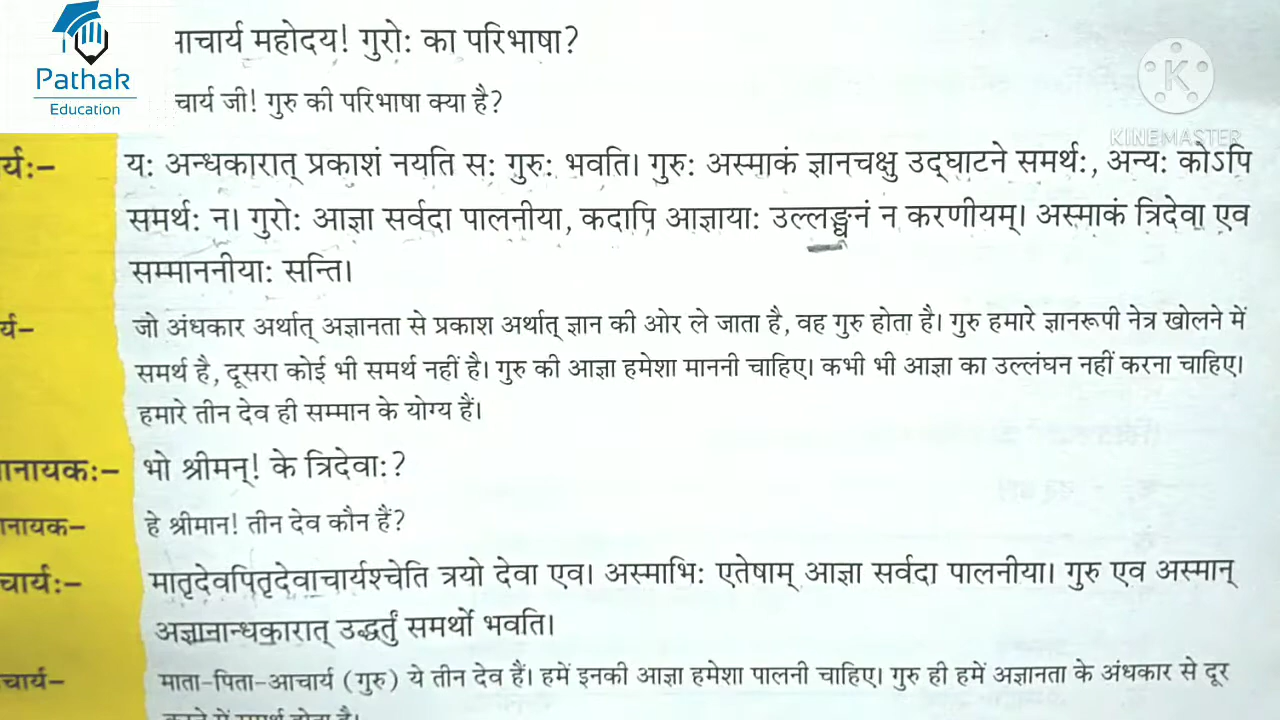 Pathak
Education
ाचार्य महोदय! गुरोः का परिभाषा?
चार्य जी! गुरु की परिभाषा क्या है?
KINEMASTER
र्यः– यः अन्धकारात् प्रकाशं नयति सः गुरुः भवति। गुरुः अस्माकं ज्ञानचक्षु उद्‌घाटने समर्थः, अन्यः कोऽपि
समर्थः न। गुरोः आज्ञा सर्वदा पालनीया, कदापि आज्ञायाः उल्लङ्घनं न करणीयम्। अस्माकं त्रिदेवा एव
सम्माननीयाः सन्ति।
र्य– जो अंधकार अर्थात् अज्ञानता से प्रकाश अर्थात् ज्ञान की ओर ले जाता है, वह गुरु होता है। गुरु हमारे ज्ञानरूपी नेत्र खोलने में
समर्थ है, दूसरा कोई भी समर्थ नहीं है। गुरु की आज्ञा हमेशा माननी चाहिए। कभी भी आज्ञा का उल्लंघन नहीं करना चाहिए।
हमारे तीन देव ही सम्मान के योग्य हैं।
ानायकः– भो श्रीमन्! के त्रिदेवाः?
ानायक– हे श्रीमान! तीन देव कौन हैं?
चार्यः– मातृदेवपितृदेवाचार्यश्चेति त्रयो देवा एव। अस्माभिः एतेषाम् आज्ञा सर्वदा पालनीया। गुरु एव अस्मान्
अज्ञानान्धकारात् उद्धर्तुं समर्थो भवति।
चार्य– माता-पिता-आचार्य (गुरु) ये तीन देव हैं। हमें इनकी आज्ञा हमेशा पालनी चाहिए। गुरु ही हमें अज्ञानता के अंधकार से दूर